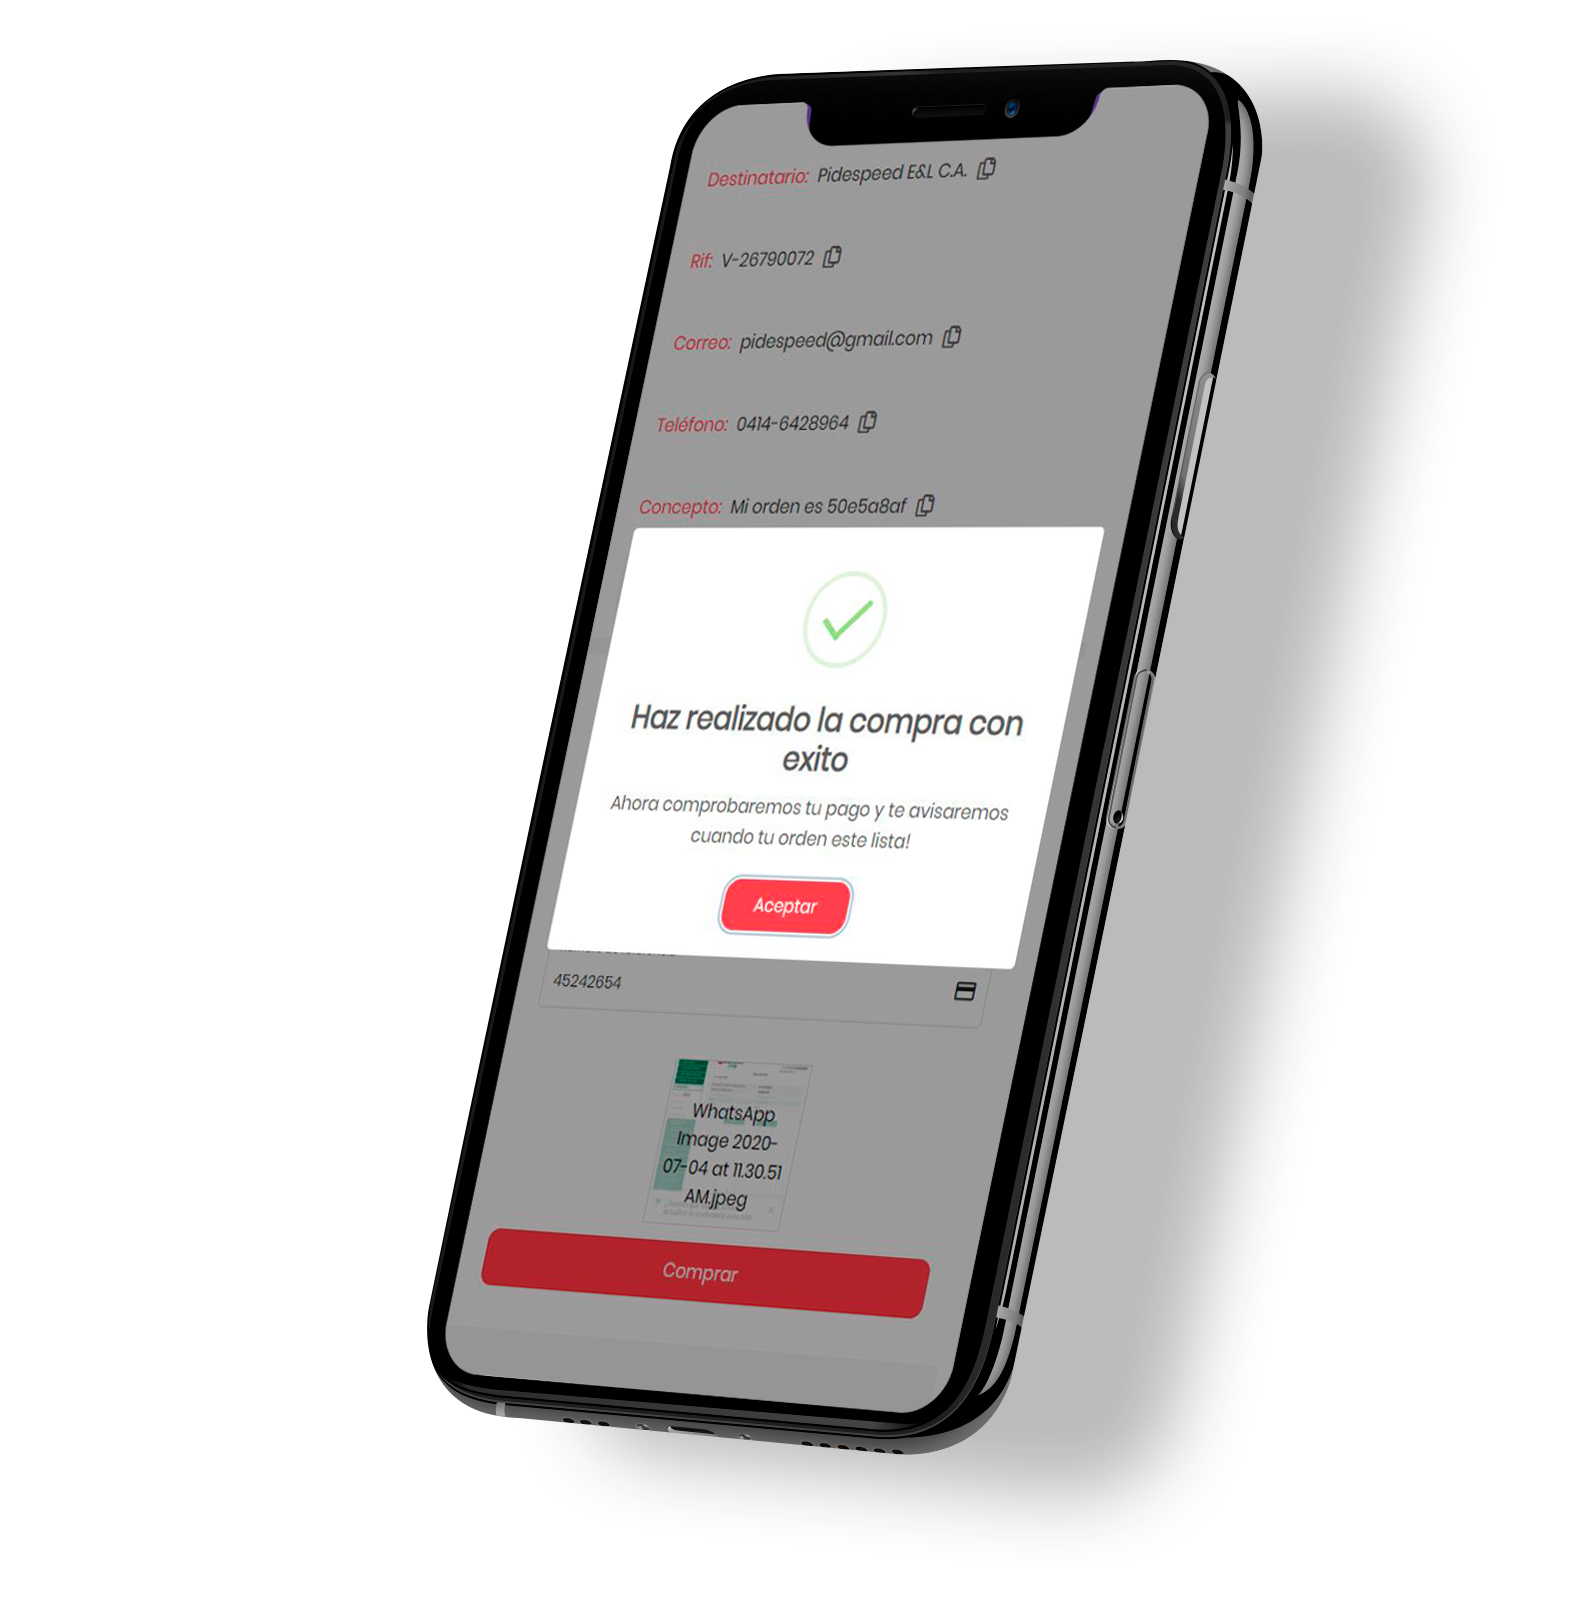 Destinatario: Pidespeed E&L C.A.
Rif: V-26790072
Correo: pidespeed@gmail.com
Teléfono: 0414-6428964
Concepto: Mi orden es 50e5a8af
Haz realizado la compra con
exito
Ahora comprobaremos tu pago y te avisaremos
cuando tu orden este lista!
Aceptar
45242654
WhatsApp
Image 2020-
07-04 at 11.30.51
AM.jpeg
Comprar